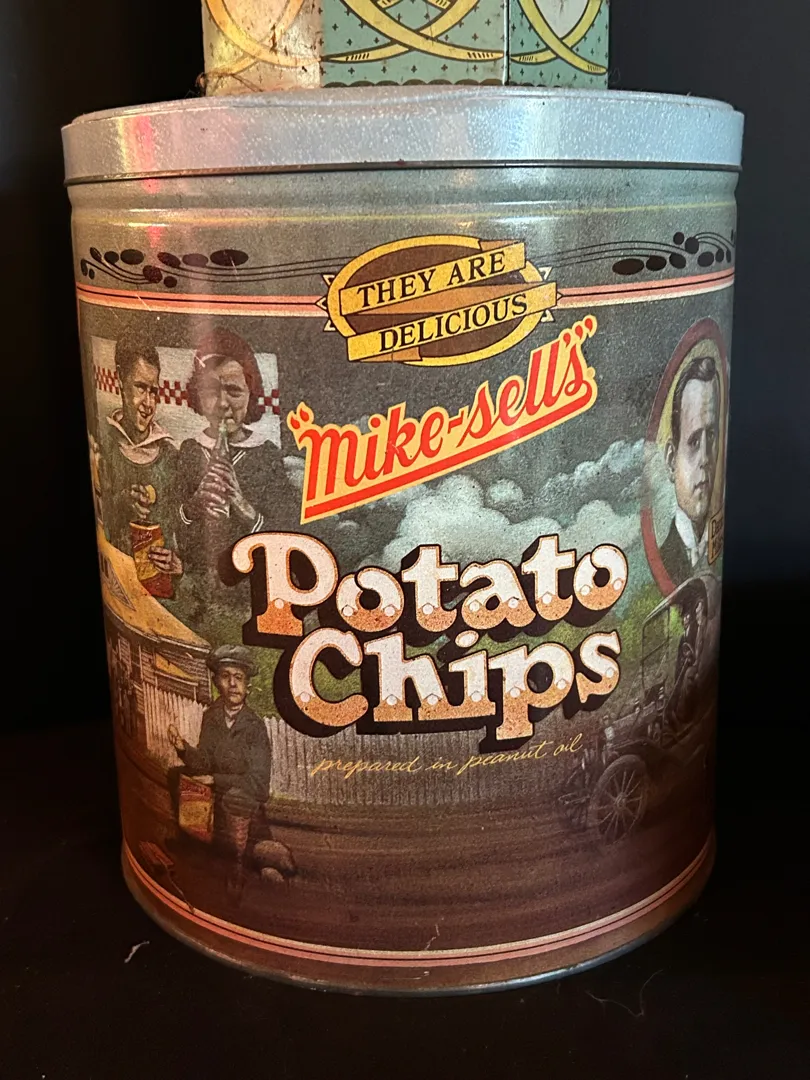 THEY ARE
DELICIOUS
"mike-sell's"
Potato
Chips
...prepared in peanut oil